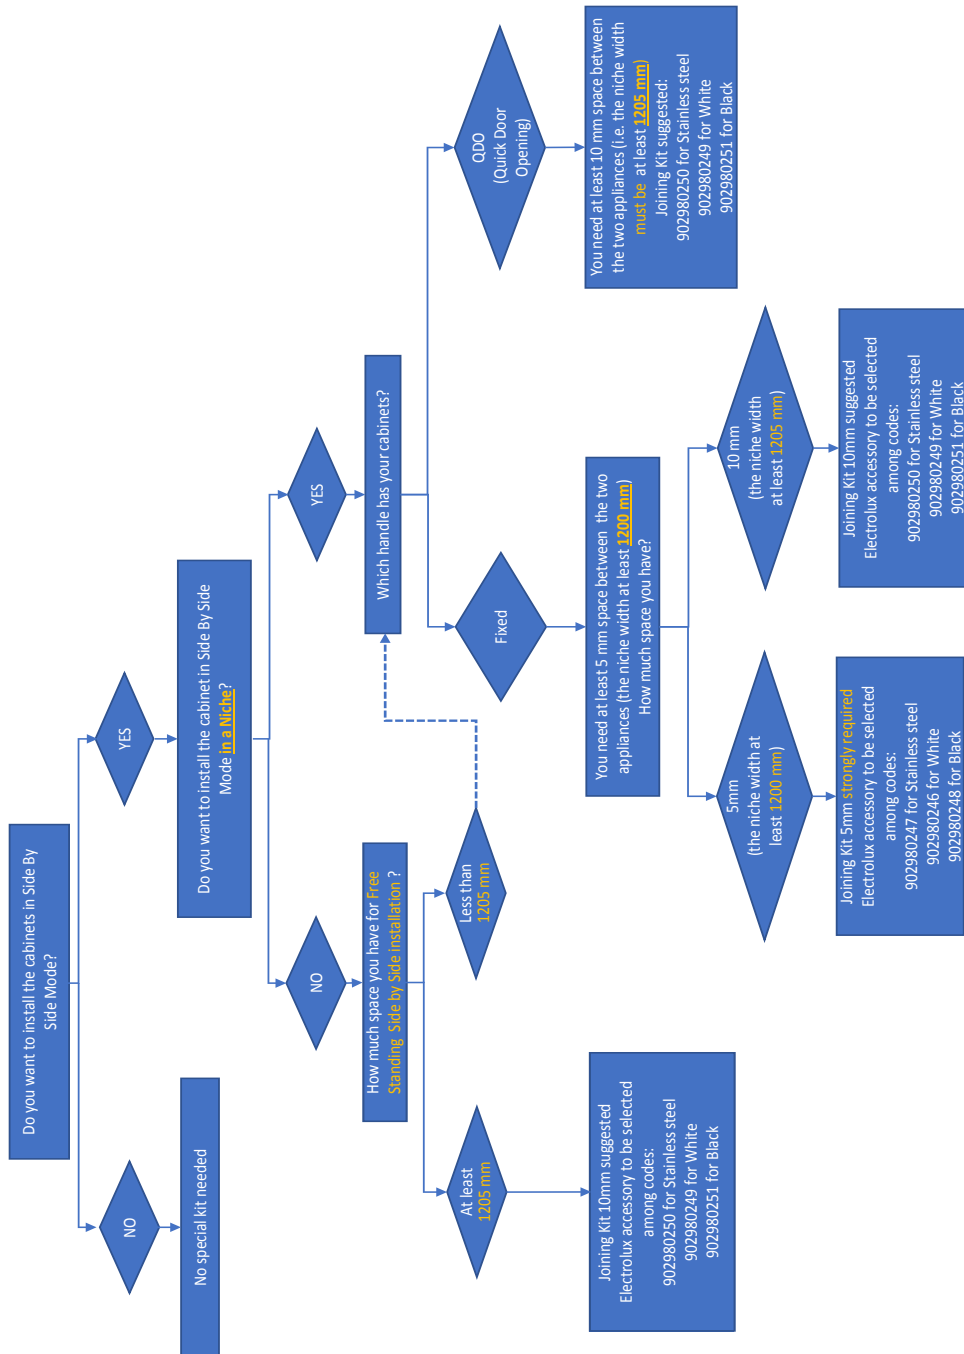 Do you want to install the cabinets in Side By
Side Mode?
NO
YES
No special kit needed
Do you want to install the cabinet in Side By Side
Mode in a Niche?
NO
YES
How much space you have for Free
Standing Side by Side installation ?
Which handle has your cabinets?
At least
1205 mm
Less than
1205 mm
Fixed
QDO
(Quick Door
Opening)
Joining Kit 10mm suggested
Electrolux accessory to be selected
among codes:
902980250 for Stainless steel
902980249 for White
902980251 for Black
You need at least 5 mm space between  the two
appliances (the niche width at least 1200 mm)
How much space you have?
You need at least 10 mm space between
the two appliances (i.e. the niche width
must be  at least 1205 mm)
Joining Kit suggested:
902980250 for Stainless steel
902980249 for White
902980251 for Black
5mm
(the niche width at
least 1200 mm)
10 mm
(the niche width
at least 1205 mm)
Joining Kit 5mm strongly required
Electrolux accessory to be selected
among codes:
902980247 for Stainless steel
902980246 for White
902980248 for Black
Joining Kit 10mm suggested
Electrolux accessory to be selected
among codes:
902980250 for Stainless steel
902980249 for White
902980251 for Black